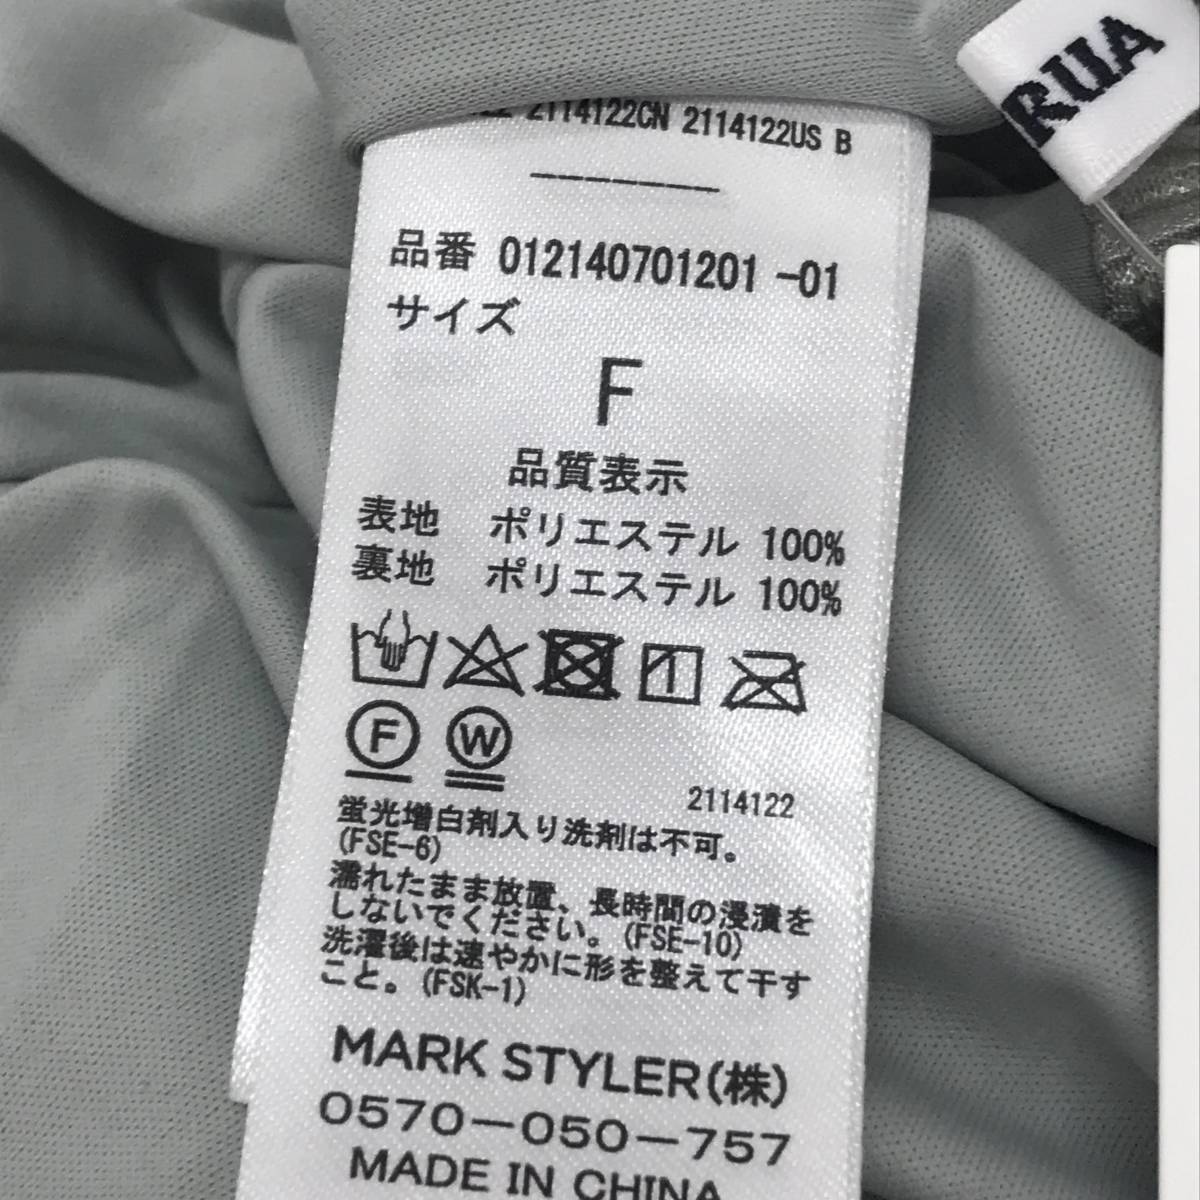 RUA
2114122CN 2114122US B
品番 012140701201 -01
サイズ
F
品質表示
表地 ポリエステル 100%
裏地 ポリエステル 100%
F W
2114122
蛍光増白剤入り洗剤は不可。
(FSE-6)
濡れたまま放置、長時間の浸漬を
しないでください。(FSE-10)
洗濯後は速やかに形を整えて干す
こと。(FSK-1)
MARK STYLER(株)
0570-050-757
MADE IN CHINA